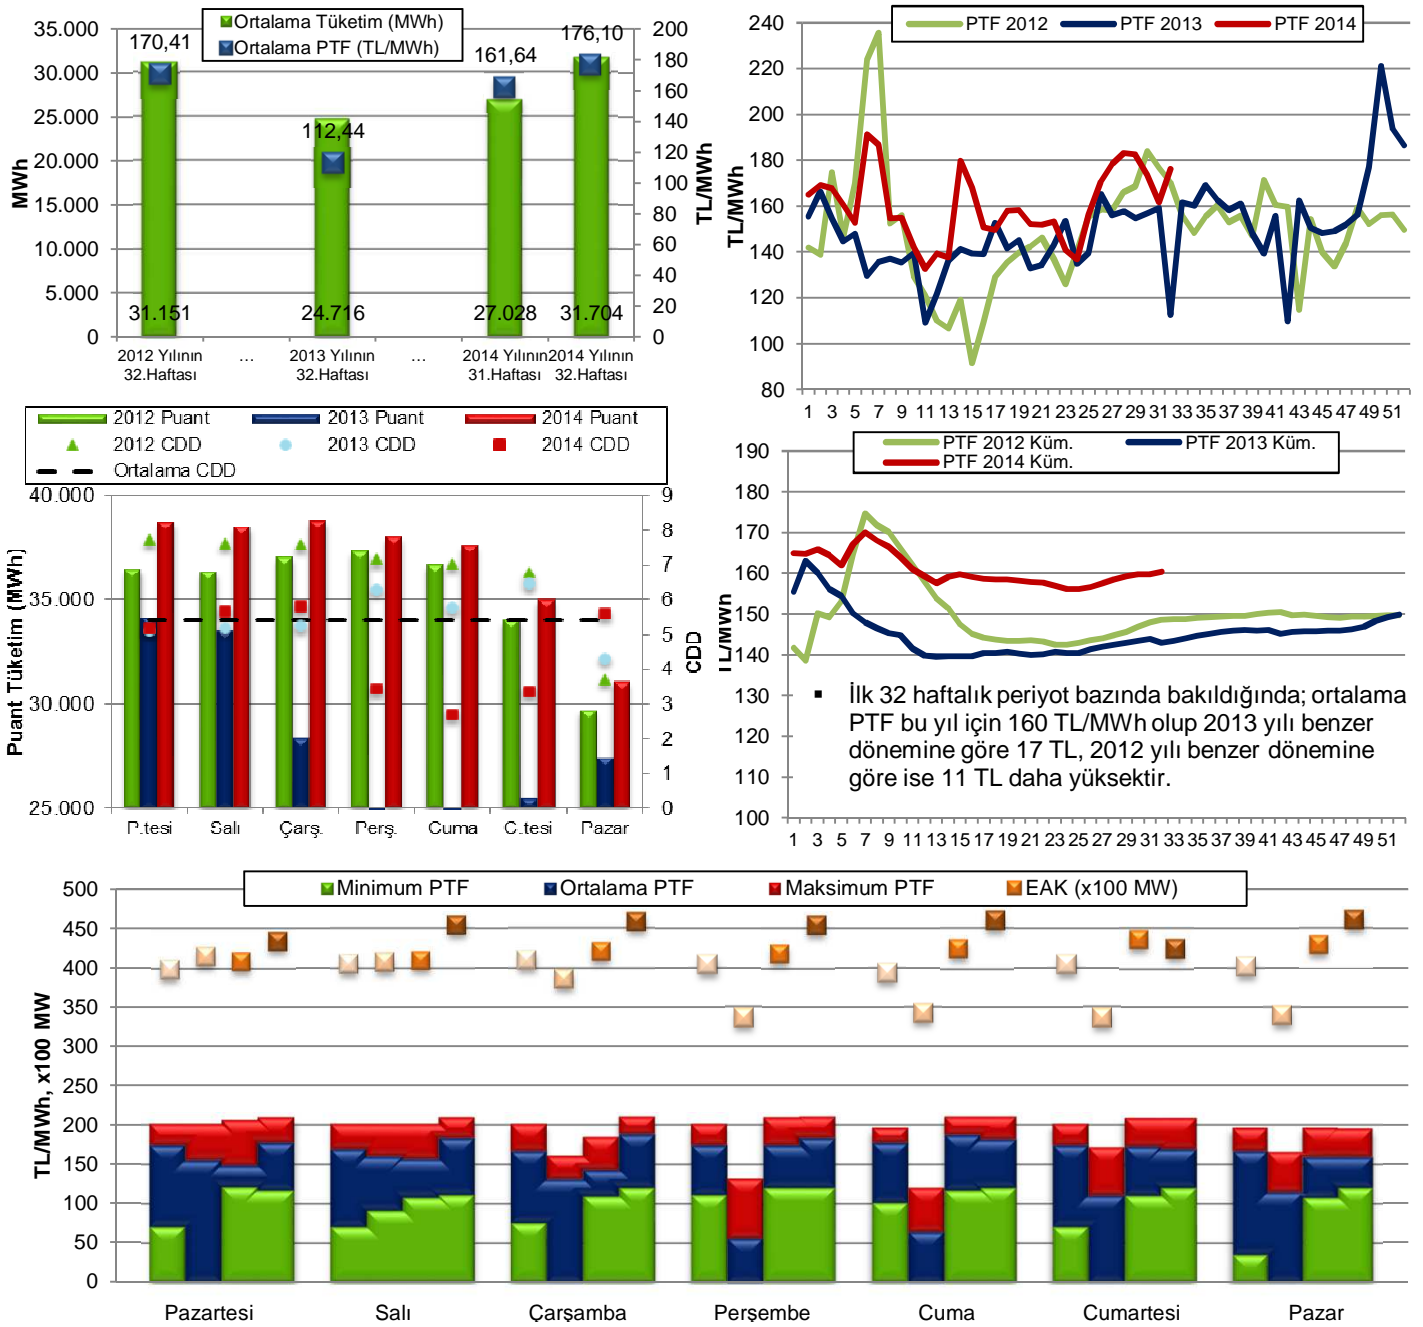 Ortalama Tüketim (MWh)
Ortalama PTF (TL/MWh)
35.000
30.000
25.000
20.000
15.000
10.000
5.000
0
MWh
200
180
160
140
120
100
80
60
40
20
0
TL/MWh
170,41
112,44
161,64
176,10
31.151
24.716
27.028
31.704
2012 Yılının 32.Haftası
...
2013 Yılının 32.Haftası
...
2014 Yılının 31.Haftası
2014 Yılının 32.Haftası
PTF 2012
PTF 2013
PTF 2014
240
220
200
180
160
140
120
100
80
TL/MWh
1 3 5 7 9 11 13 15 17 19 21 23 25 27 29 31 33 35 37 39 41 43 45 47 49 51
2012 Puant
2013 Puant
2014 Puant
2012 CDD
2013 CDD
2014 CDD
Ortalama CDD
40.000
35.000
30.000
25.000
Puant Tüketim (MWh)
9
8
7
6
5
4
3
2
1
0
CDD
P.tesi
Salı
Çarş.
Perş.
Cuma
C.tesi
Pazar
PTF 2012 Küm.
PTF 2013 Küm.
PTF 2014 Küm.
190
180
170
160
150
140
130
120
110
100
TL/MWh
▪ İlk 32 haftalık periyot bazında bakıldığında; ortalama
PTF bu yıl için 160 TL/MWh olup 2013 yılı benzer
dönemine göre 17 TL, 2012 yılı benzer dönemine
göre ise 11 TL daha yüksektir.
1 3 5 7 9 11 13 15 17 19 21 23 25 27 29 31 33 35 37 39 41 43 45 47 49 51
Minimum PTF
Ortalama PTF
Maksimum PTF
EAK (x100 MW)
500
450
400
350
300
250
200
150
100
50
0
TL/MWh, x100 MW
Pazartesi
Salı
Çarşamba
Perşembe
Cuma
Cumartesi
Pazar